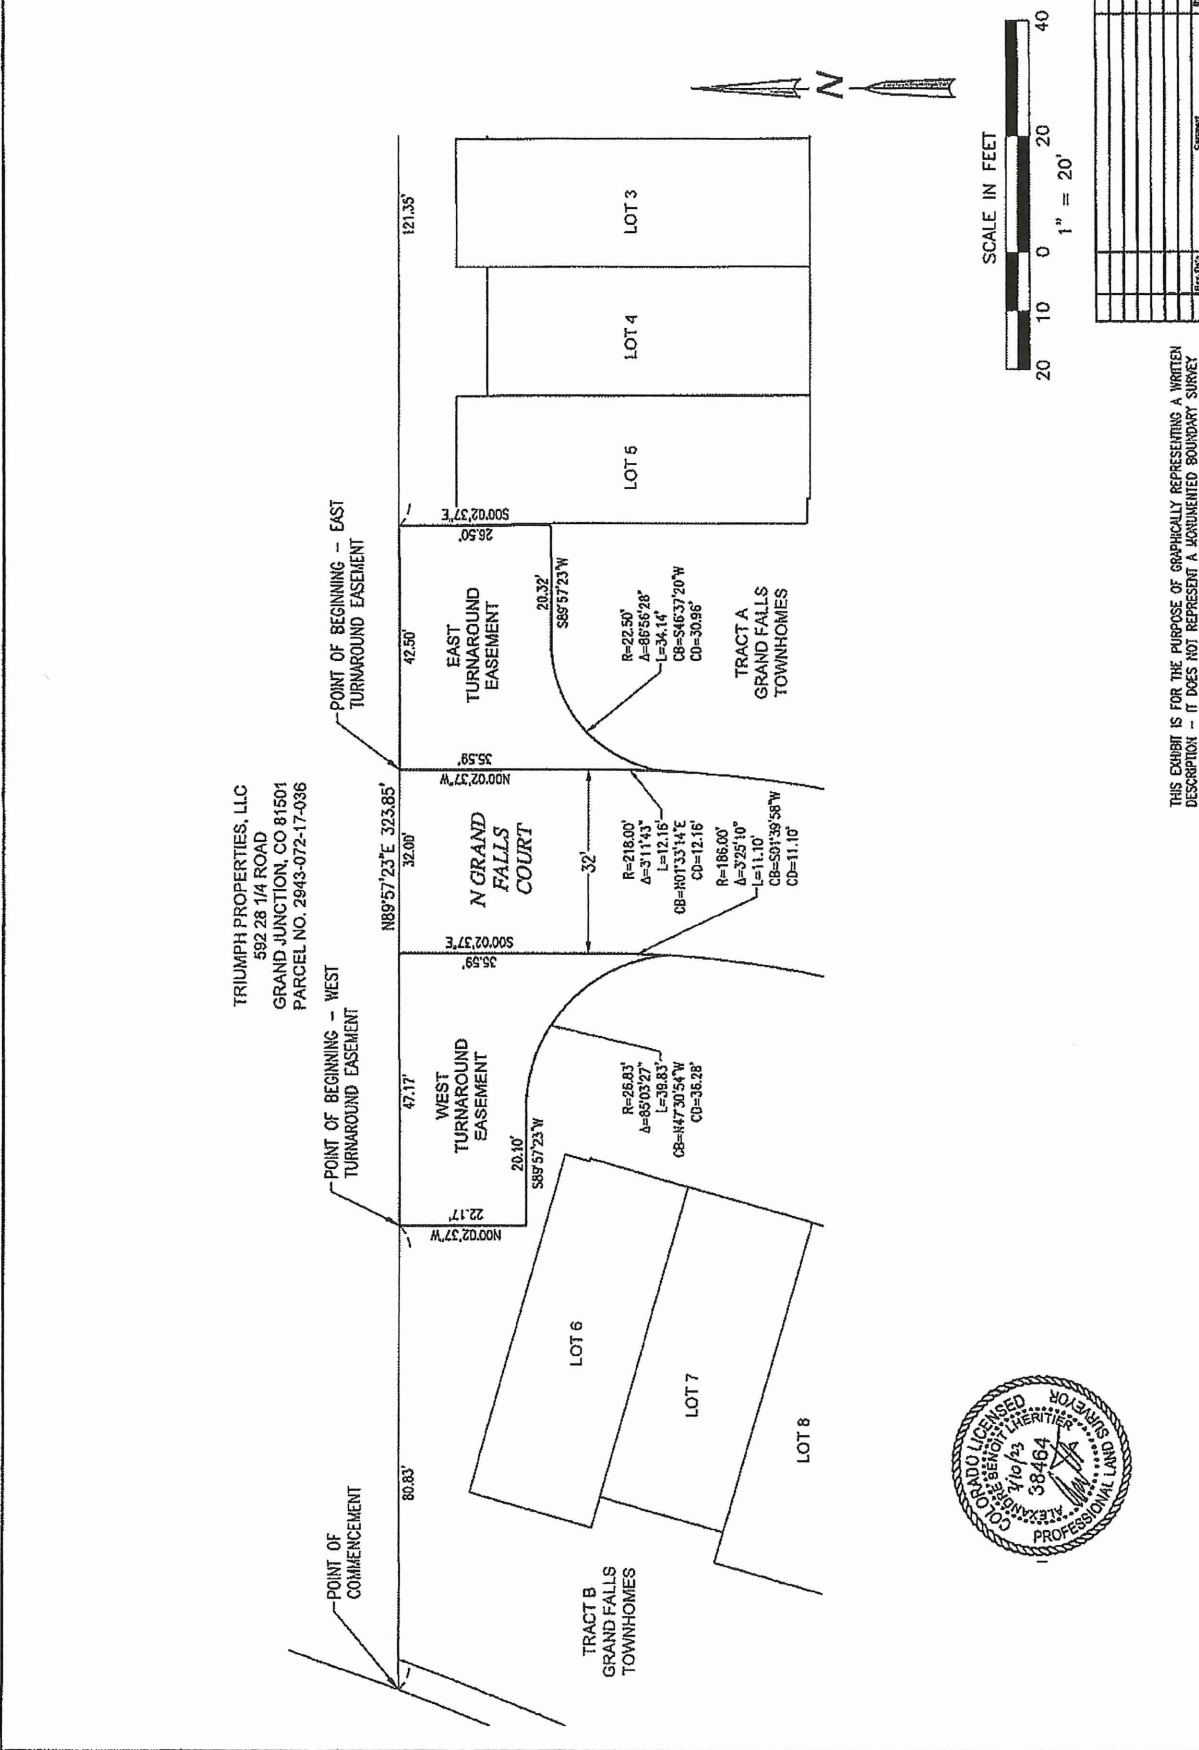 TRIUMPH PROPERTIES, LLC
592 28 1/4 ROAD
GRAND JUNCTION, CO 81501
PARCEL NO. 2943-072-17-036
POINT OF
COMMENCEMENT
POINT OF BEGINNING - WEST
TURNAROUND EASEMENT
POINT OF BEGINNING - EAST
TURNAROUND EASEMENT
N89°57'23"E 323.85'
80.83'
47.17'
32.00'
42.50'
121.35'
N00°02'37"W
22.17'
WEST
TURNAROUND
EASEMENT
20.10'
S89°57'23"W
35.59'
S00°02'37"E
N GRAND
FALLS
COURT
32'
N00°02'37"W
35.59'
EAST
TURNAROUND
EASEMENT
20.32'
S89°57'23"W
26.50'
S00°02'37"E
R=26.83'
Δ=85°03'27"
L=39.83'
CB=N47°30'54"W
CD=36.28'
R=218.00'
Δ=3°11'43"
L=12.16'
CB=N01°33'14"E
CD=12.16'
R=186.00'
Δ=3°25'10"
L=11.10'
CB=S01°39'58"W
CD=11.10'
R=22.50'
Δ=86°56'28"
L=34.14'
CB=S46°37'20"W
CD=30.96'
TRACT A
GRAND FALLS
TOWNHOMES
LOT 5
LOT 4
LOT 3
LOT 6
LOT 7
LOT 8
TRACT B
GRAND FALLS
TOWNHOMES
N
SCALE IN FEET
20 10 0 20 40
1" = 20'
COLORADO LICENSED
ALEXANDRE BENOIT LHERITIER
38464
PROFESSIONAL LAND SURVEYOR
THIS EXHIBIT IS FOR THE PURPOSE OF GRAPHICALLY REPRESENTING A WRITTEN
DESCRIPTION - IT DOES NOT REPRESENT A MONUMENTED BOUNDARY SURVEY